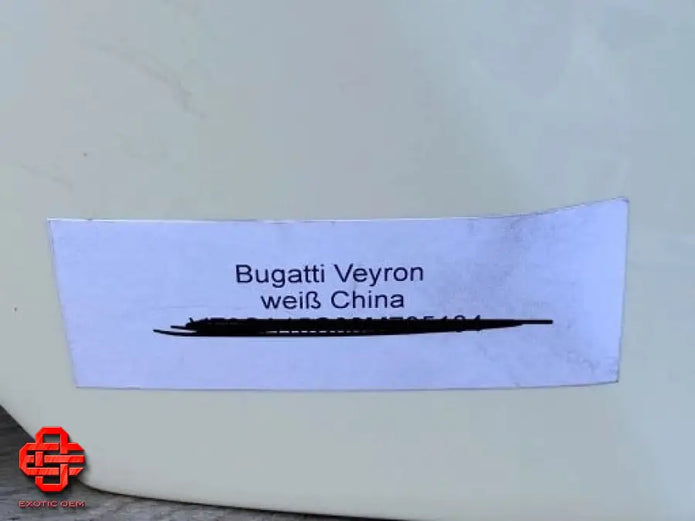 Bugatti Veyron
weiß China
EXOTIC OEM